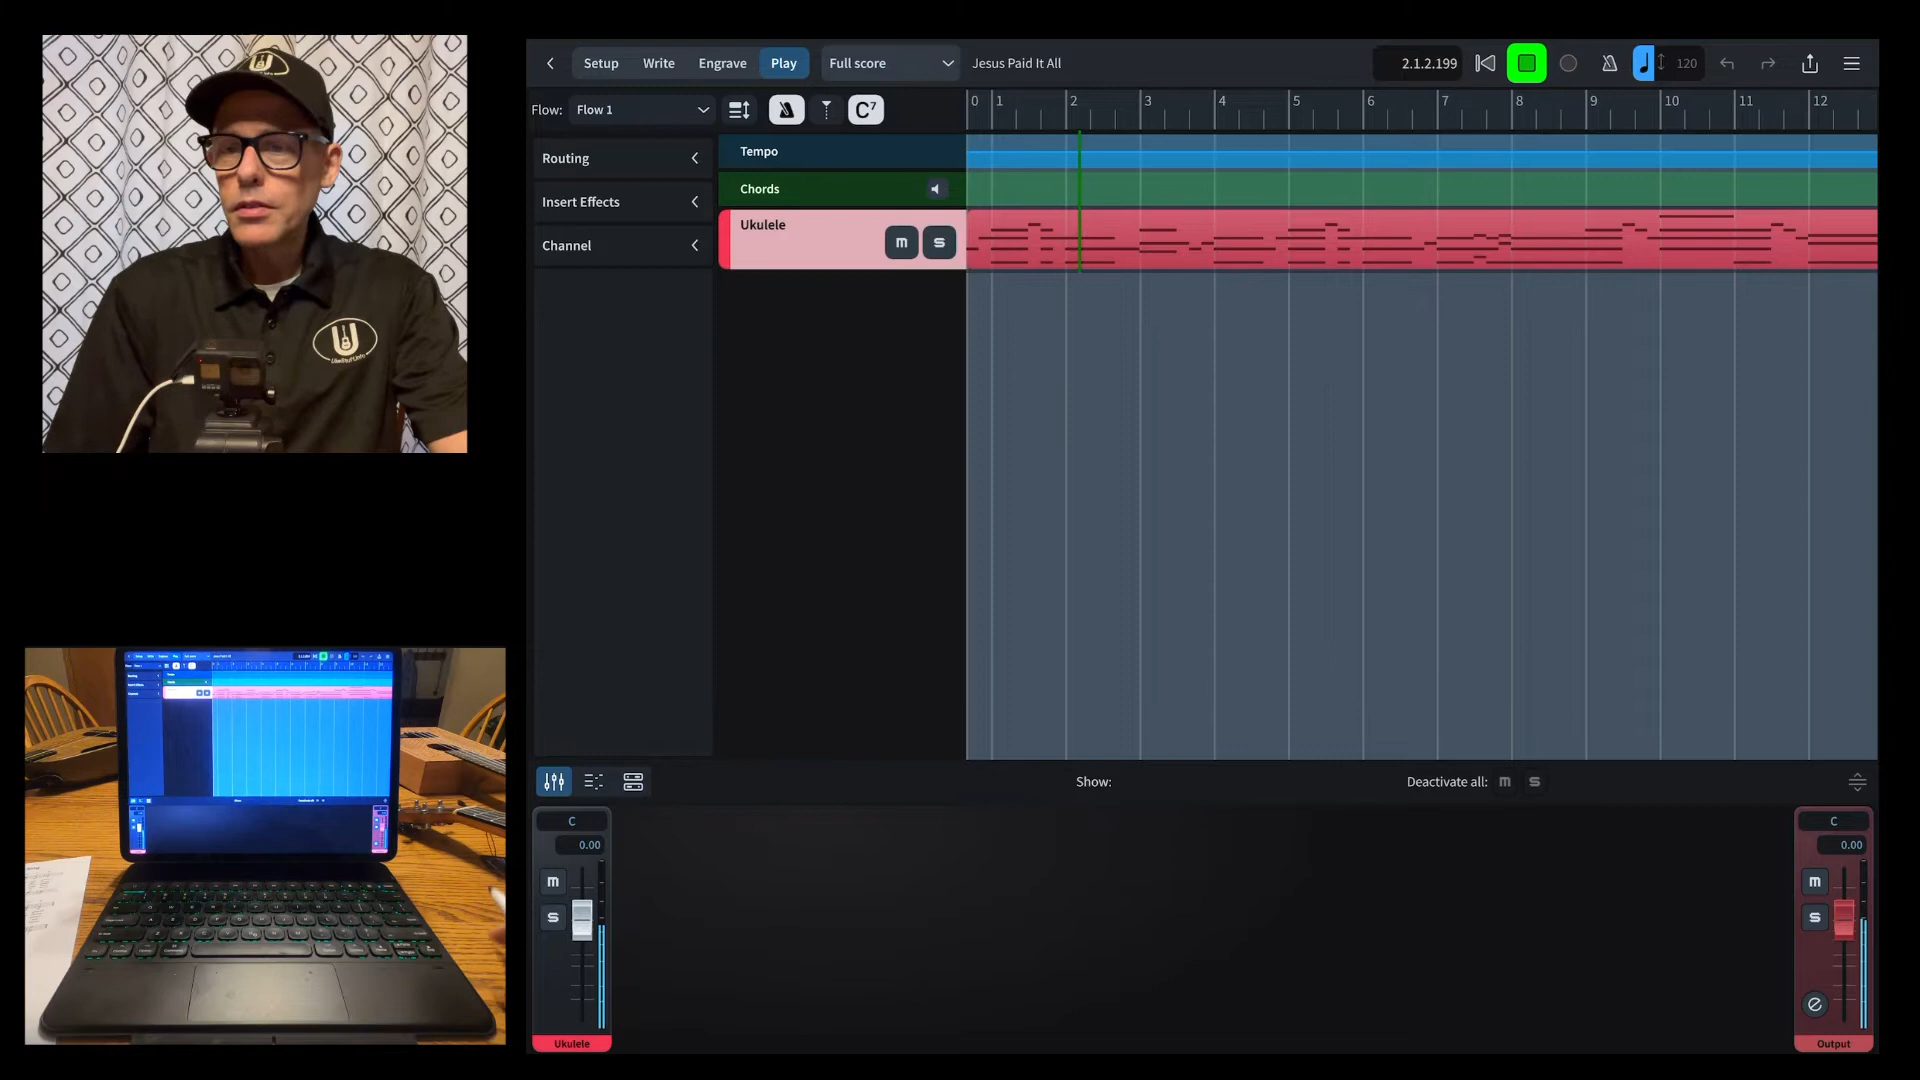 Setup Write Engrave Play Full score Jesus Paid It All 2.1.2.199 120
Flow: Flow 1 C7 0 1 2 3 4 5 6 7 8 9 10 11 12
Routing
Insert Effects
Channel
Tempo
Chords
Ukulele
m s
Show: Deactivate all: m s
C
0.00
m
s
Ukulele
C
0.00
m
s
e
Output
U
U